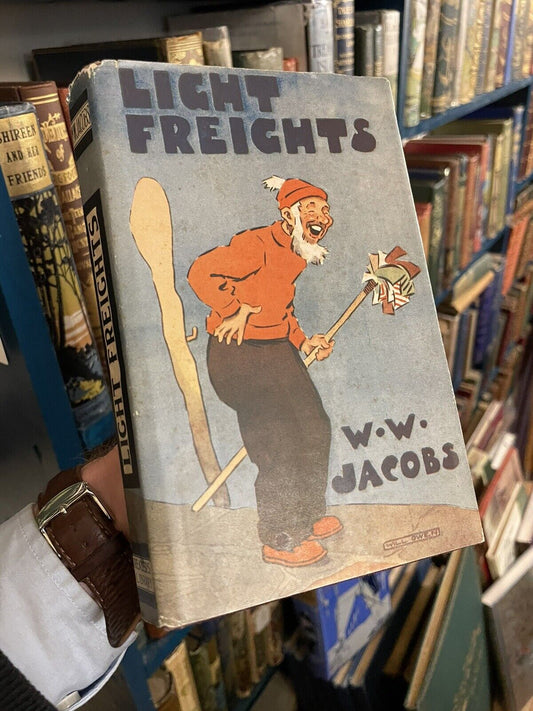 LIGHT
FREIGHTS
W·W·
JACOBS
LIGHT FREIGHTS
SHIREEN
AND HER
FRIENDS